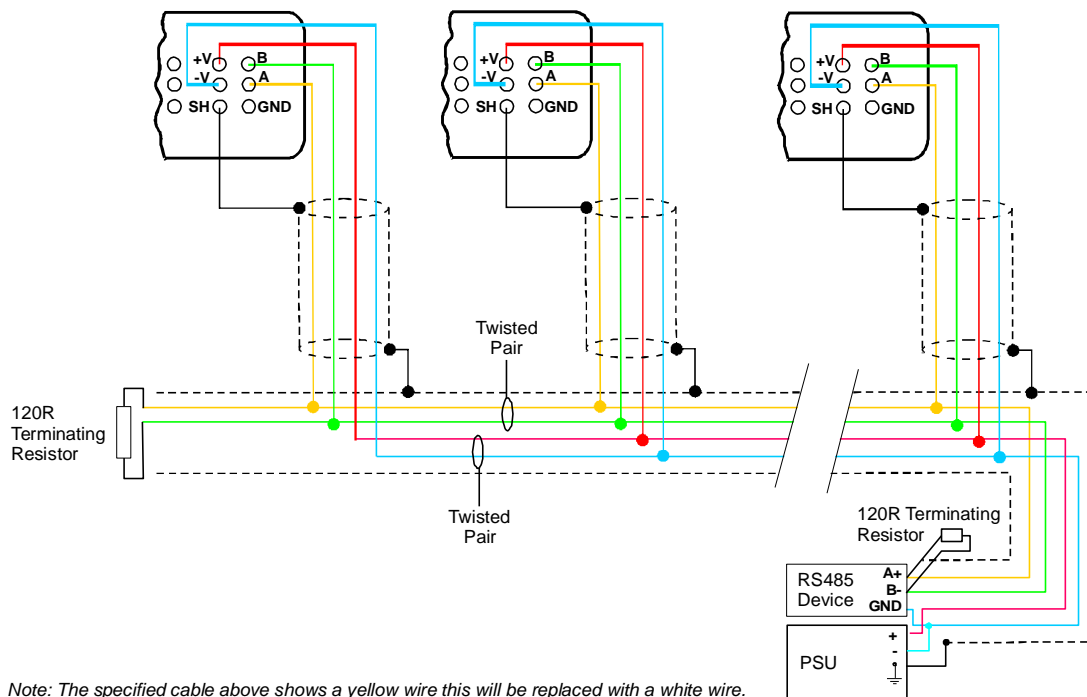 +V B
-V A
SH GND
+V B
-V A
SH GND
+V B
-V A
SH GND
Twisted
Pair
120R
Terminating
Resistor
Twisted
Pair
120R Terminating
Resistor
RS485
Device
A+
B-
GND
PSU
+
-
Note: The specified cable above shows a yellow wire this will be replaced with a white wire.